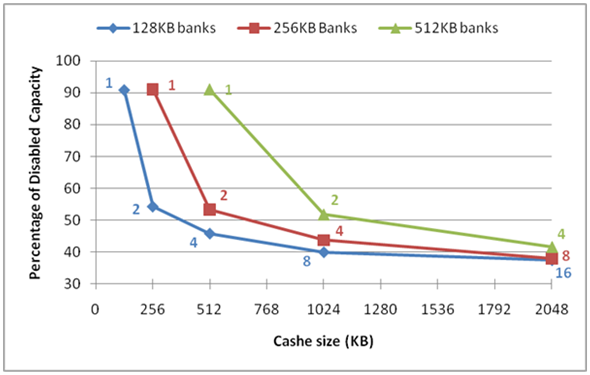 128KB banks 256KB Banks 512KB banks
100
90
80
70
60
50
40
30
Percentage of Disabled Capacity
1 1 1
2 2 2
4 4 4
8 8
16
0 256 512 768 1024 1280 1536 1792 2048
Cashe size (KB)